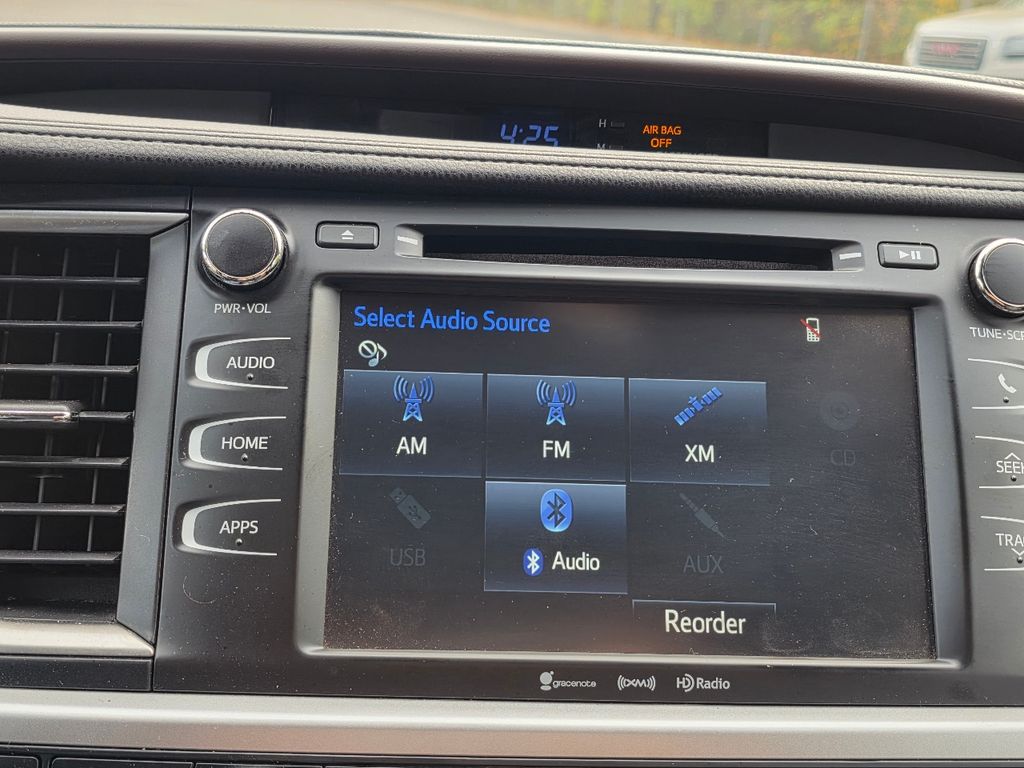 4:25
H
M
AIR BAG
OFF
PWR•VOL
AUDIO
HOME
APPS
Select Audio Source
AM
FM
XM
CD
USB
Audio
AUX
Reorder
TUNE•SCR
SEEK
TRA
gracenote
((XM))
HD Radio